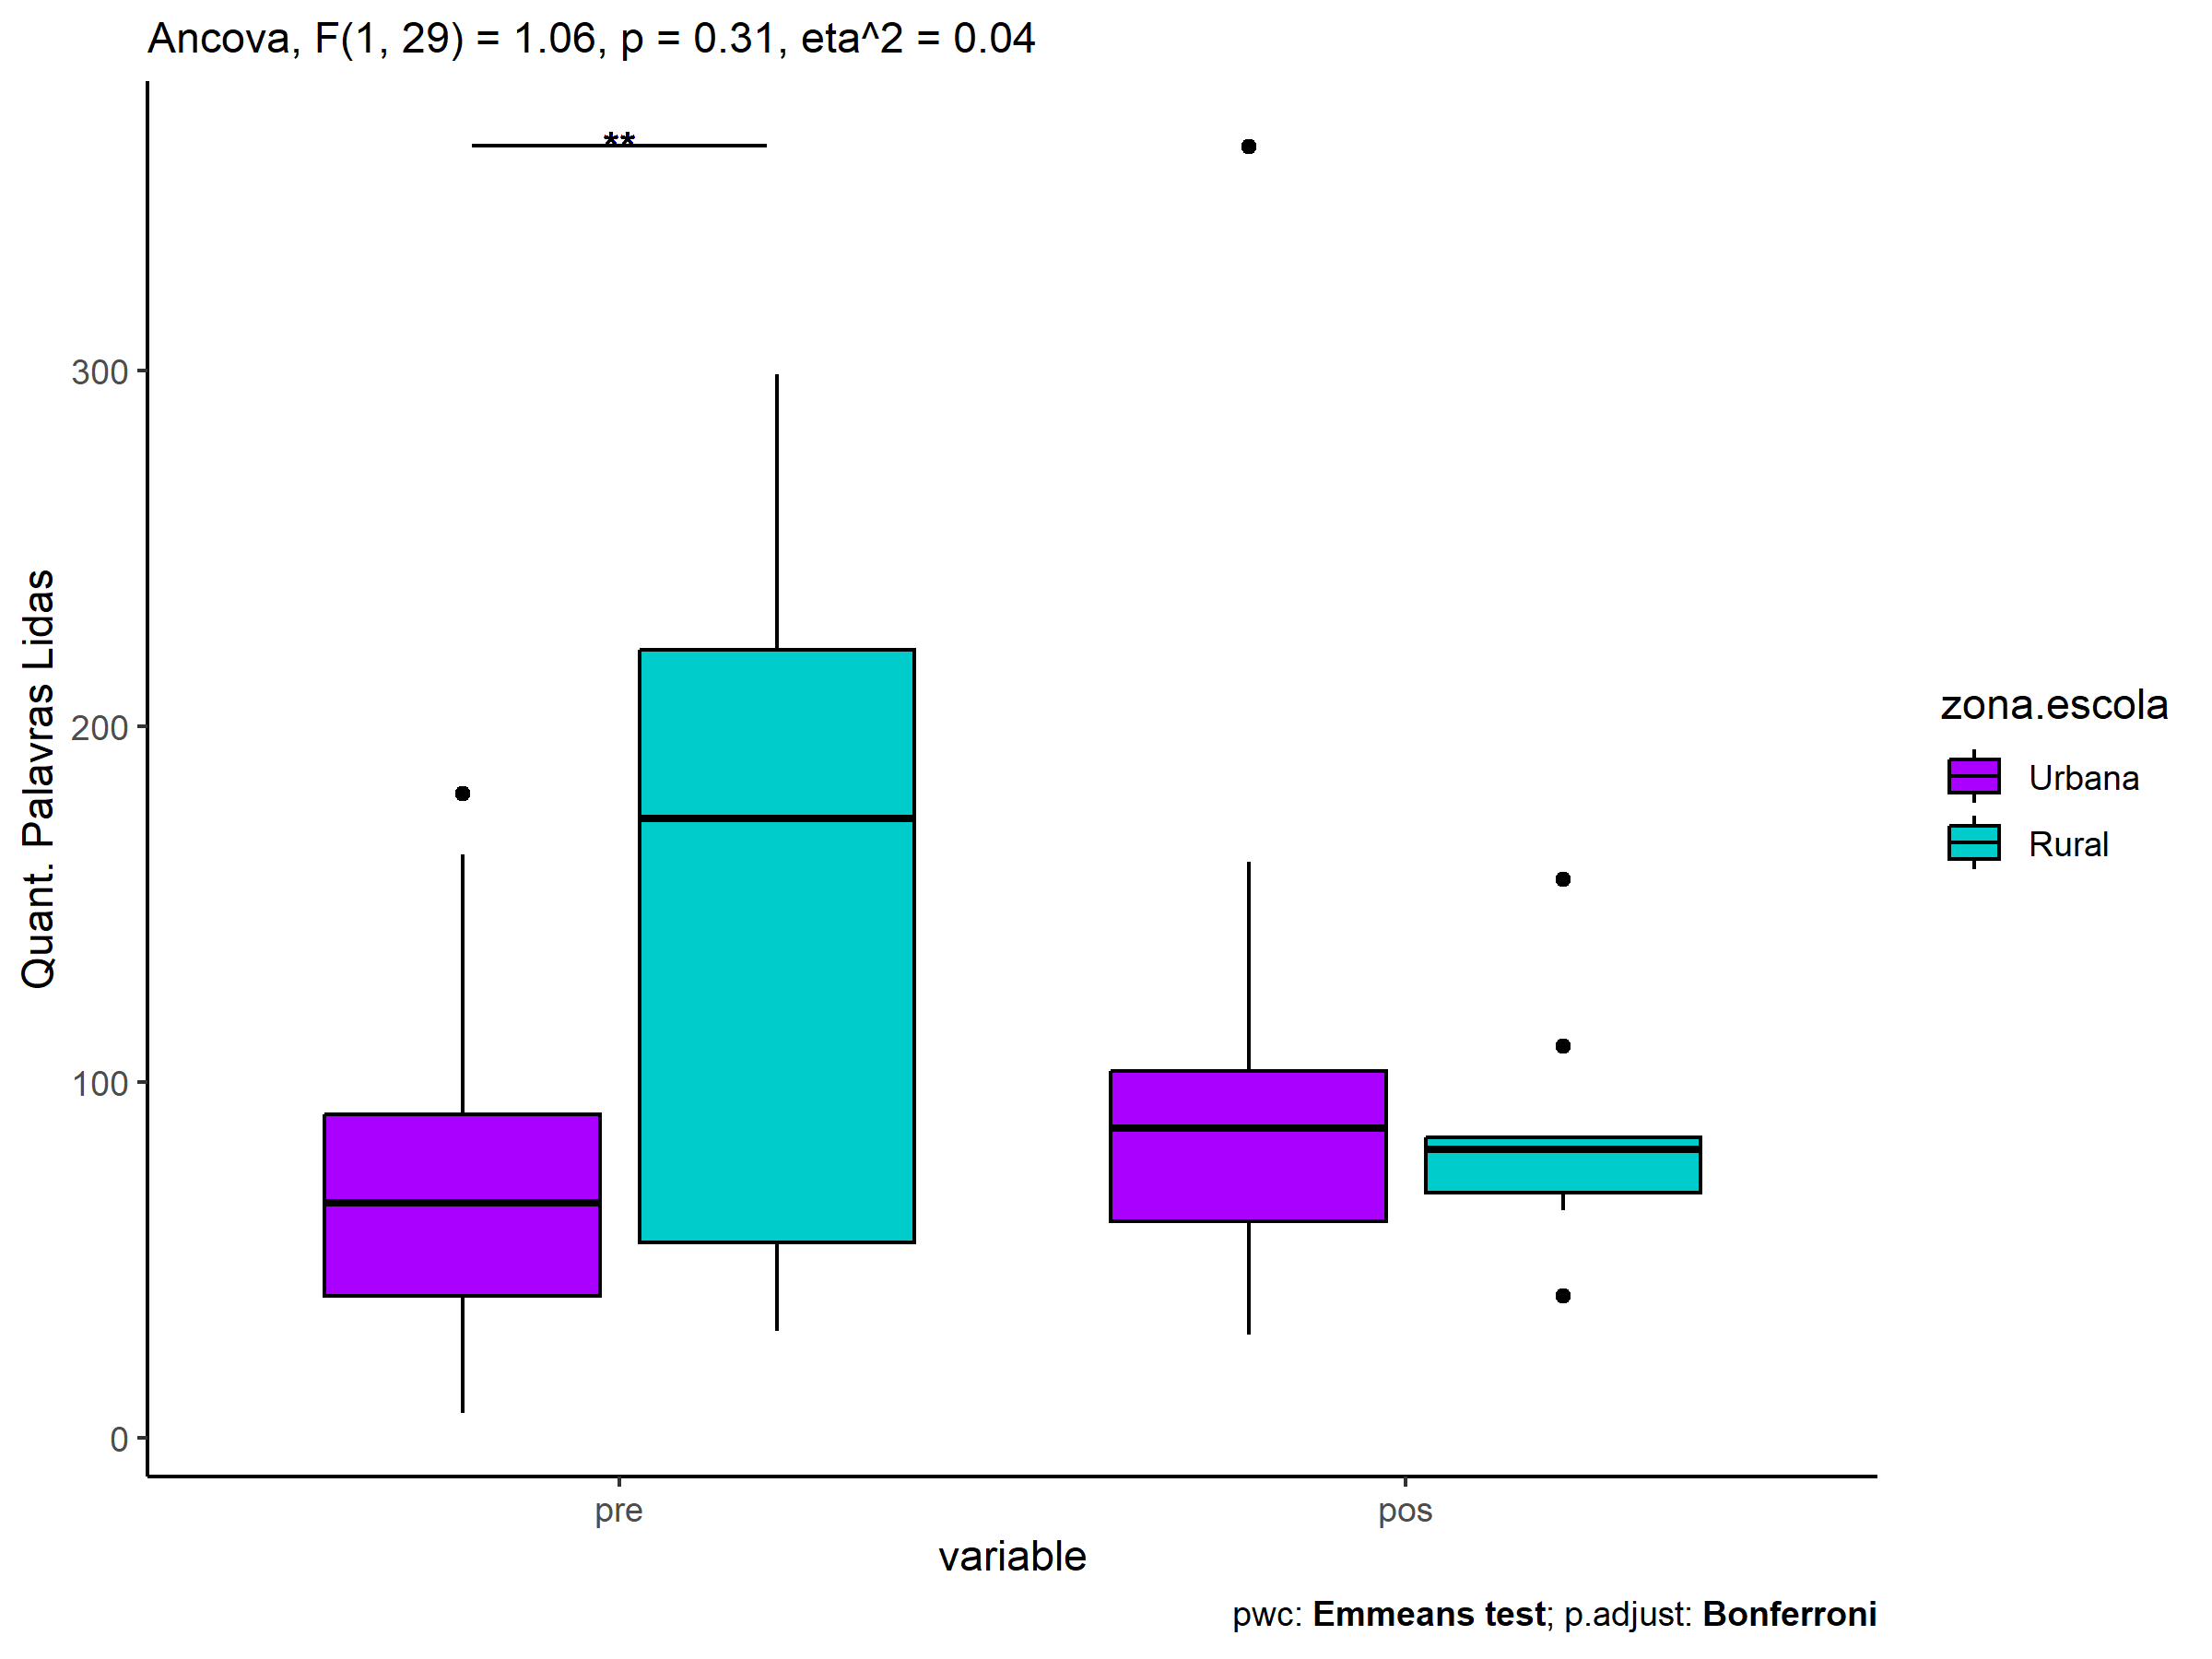 Ancova, F(1, 29) = 1.06, p = 0.31, eta^2 = 0.04
**
Quant. Palavras Lidas
300
200
100
0
pre
pos
variable
zona.escola
Urbana
Rural
pwc: Emmeans test; p.adjust: Bonferroni